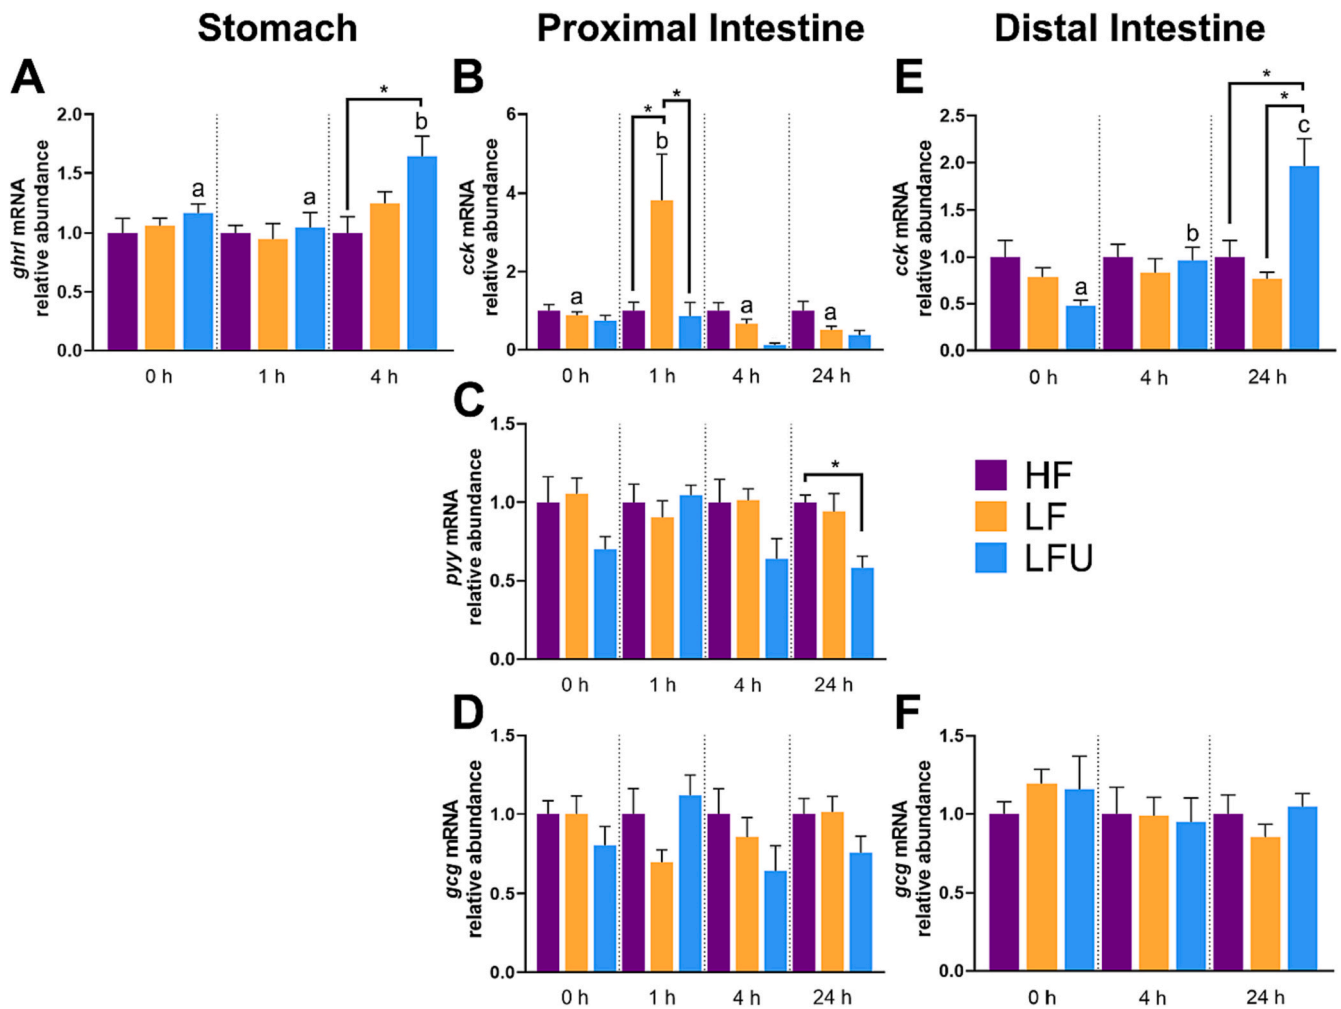 Stomach
Proximal Intestine
Distal Intestine
A
ghrl mRNA
relative abundance
2.0
1.5
1.0
0.5
0.0
a
a
*
b
0 h
1 h
4 h
B
cck mRNA
relative abundance
6
4
2
0
a
*
*
b
a
a
0 h
1 h
4 h
24 h
E
cck mRNA
relative abundance
2.5
2.0
1.5
1.0
0.5
0.0
a
b
*
*
c
0 h
4 h
24 h
C
pyy mRNA
relative abundance
1.5
1.0
0.5
0.0
*
0 h
1 h
4 h
24 h
HF
LF
LFU
D
gcg mRNA
relative abundance
1.5
1.0
0.5
0.0
0 h
1 h
4 h
24 h
F
gcg mRNA
relative abundance
1.5
1.0
0.5
0.0
0 h
4 h
24 h